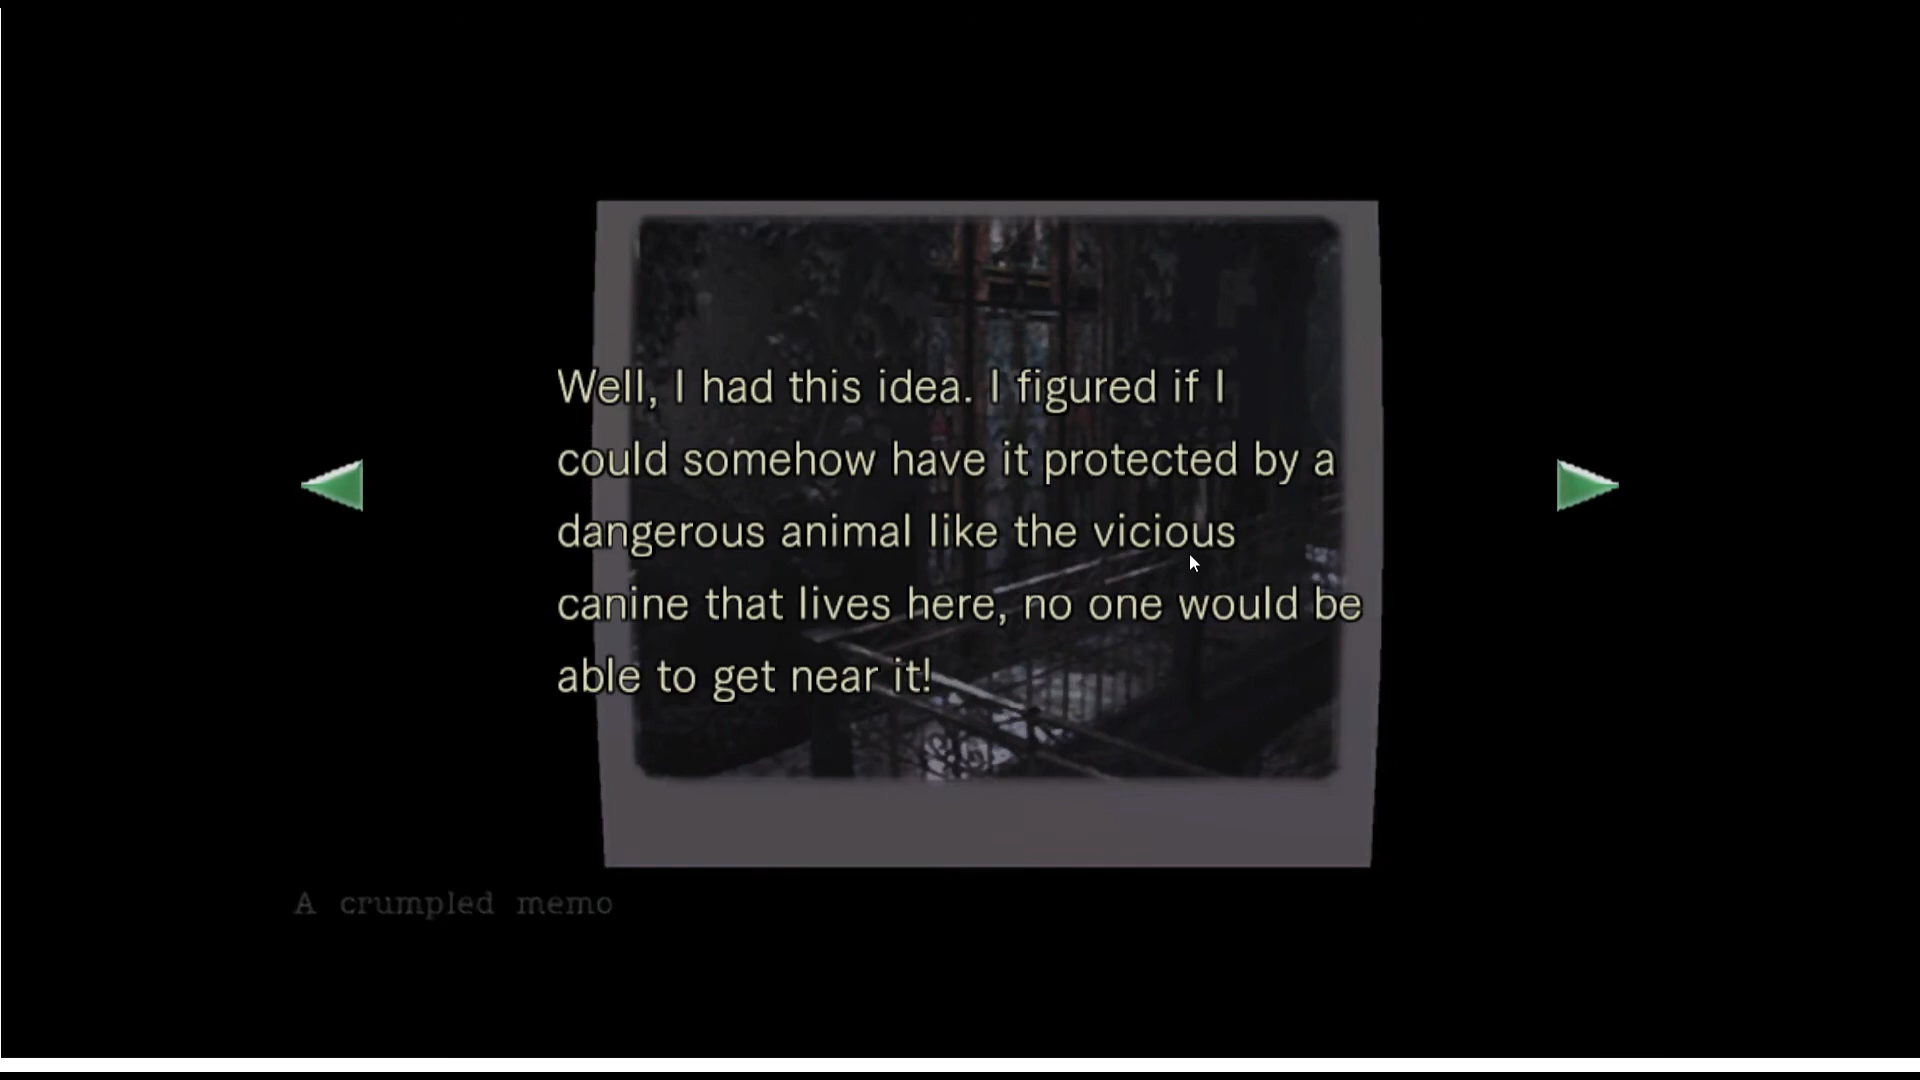 Well, I had this idea. I figured if I
could somehow have it protected by a
dangerous animal like the vicious
canine that lives here, no one would be
able to get near it!
A crumpled memo